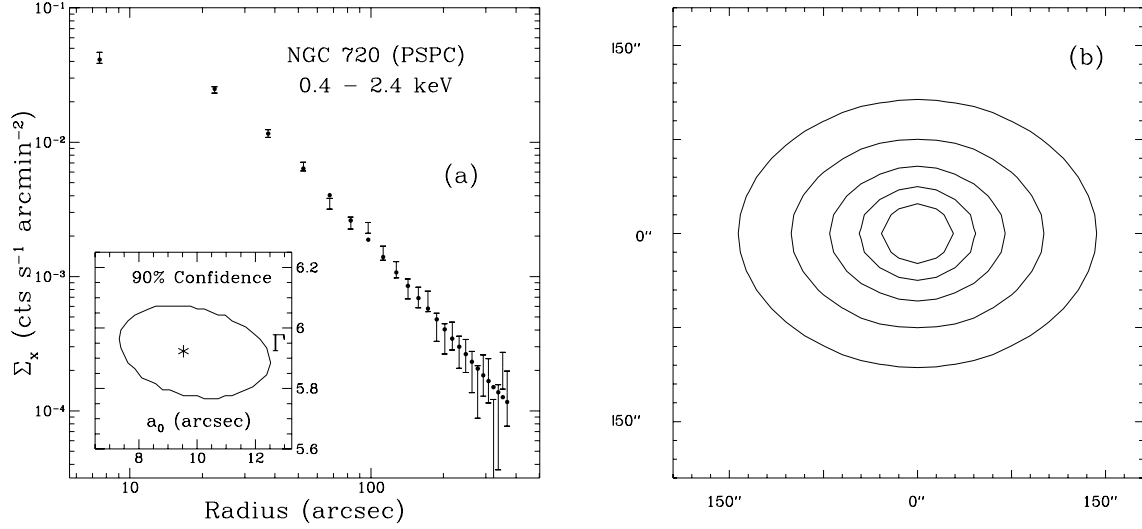 NGC 720 (PSPC)
0.4 − 2.4 keV
(a)
Σx (cts s−1 arcmin−2)
10−1
10−2
10−3
10−4
10
100
Radius (arcsec)
90% Confidence
6.2
6
Γ
5.8
5.6
a0 (arcsec)
8
10
12
(b)
150″
0″
150″
150″
0″
150″